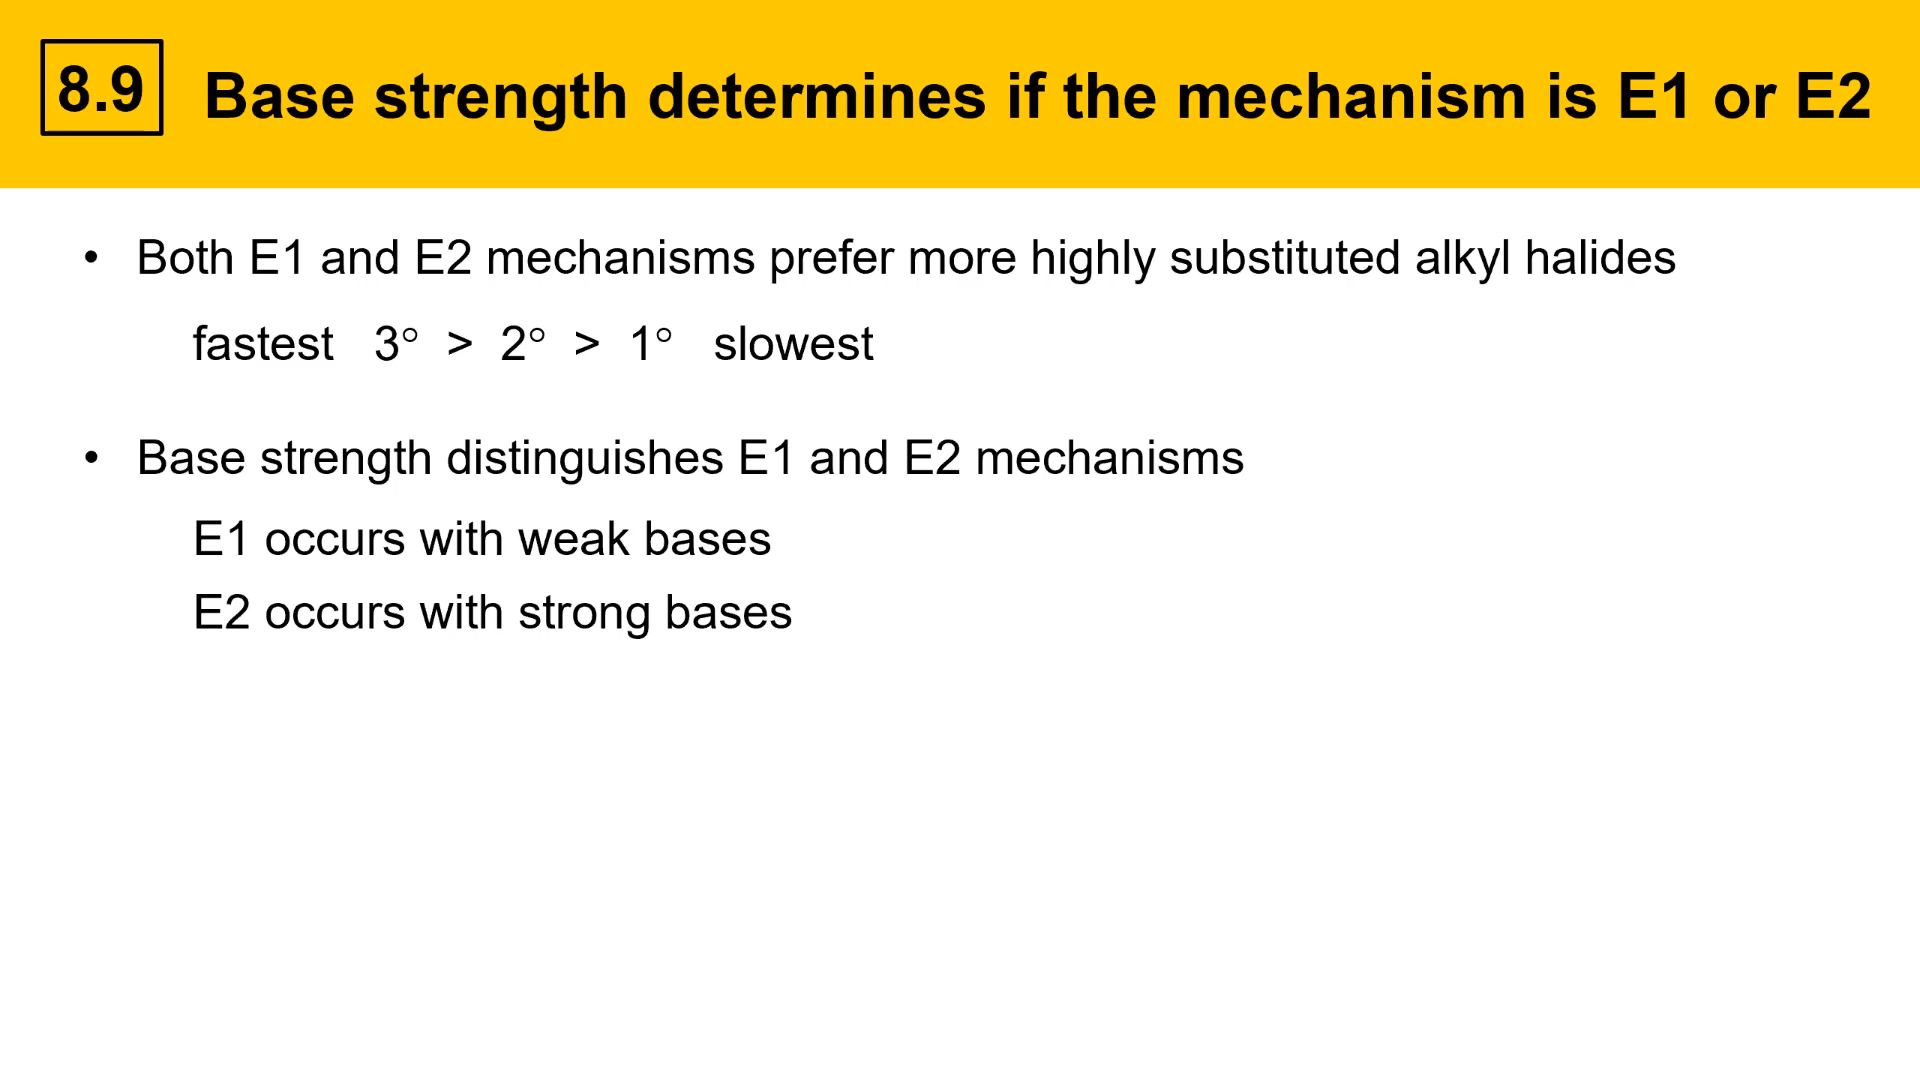 8.9 Base strength determines if the mechanism is E1 or E2
• Both E1 and E2 mechanisms prefer more highly substituted alkyl halides
fastest 3° > 2° > 1° slowest
• Base strength distinguishes E1 and E2 mechanisms
E1 occurs with weak bases
E2 occurs with strong bases